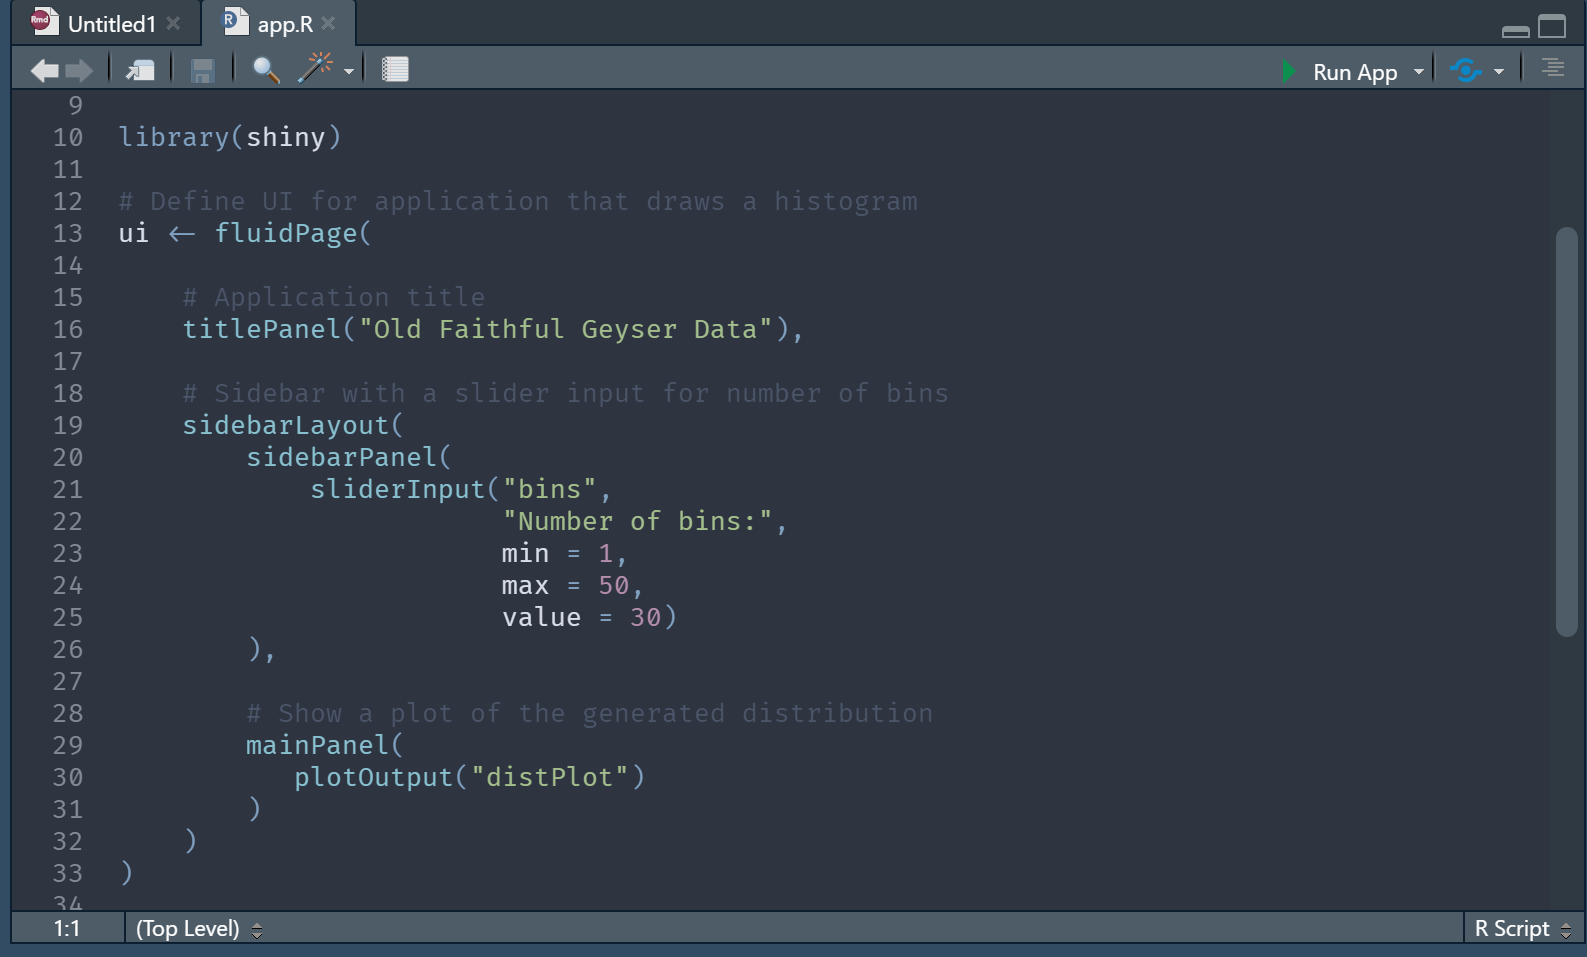 Rmd Untitled1 ×
R app.R ×
Run App
9
10 library(shiny)
11
12 # Define UI for application that draws a histogram
13 ui <- fluidPage(
14
15 # Application title
16 titlePanel("Old Faithful Geyser Data"),
17
18 # Sidebar with a slider input for number of bins
19 sidebarLayout(
20 sidebarPanel(
21 sliderInput("bins",
22 "Number of bins:",
23 min = 1,
24 max = 50,
25 value = 30)
26 ),
27
28 # Show a plot of the generated distribution
29 mainPanel(
30 plotOutput("distPlot")
31 )
32 )
33 )
34
1:1 (Top Level) R Script